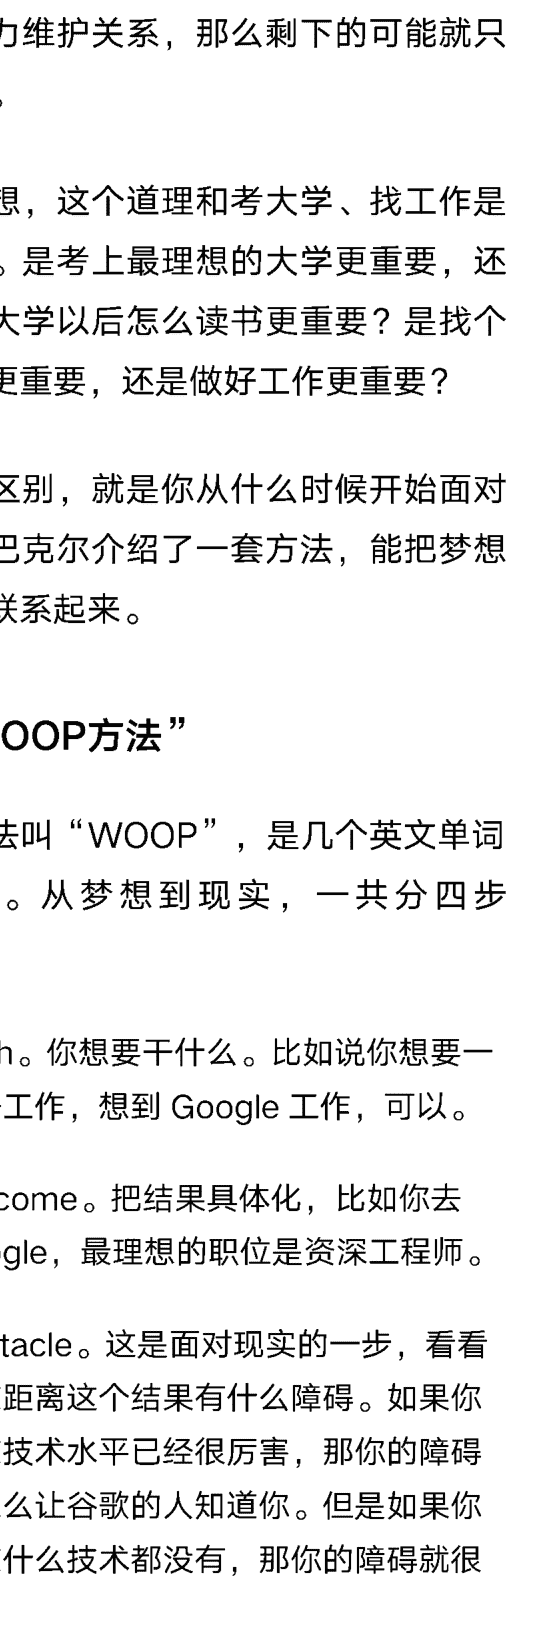 力维护关系，那么剩下的可能就只
。
想，这个道理和考大学、找工作是
。是考上最理想的大学更重要，还
大学以后怎么读书更重要？是找个
更重要，还是做好工作更重要？
区别，就是你从什么时候开始面对
巴克尔介绍了一套方法，能把梦想
联系起来。
OOP方法”
法叫“WOOP”，是几个英文单词
。从梦想到现实，一共分四步
h。你想要干什么。比如说你想要一
工作，想到 Google 工作，可以。
come。把结果具体化，比如你去
gle，最理想的职位是资深工程师。
tacle。这是面对现实的一步，看看
距离这个结果有什么障碍。如果你
技术水平已经很厉害，那你的障碍
么让谷歌的人知道你。但是如果你
什么技术都没有，那你的障碍就很